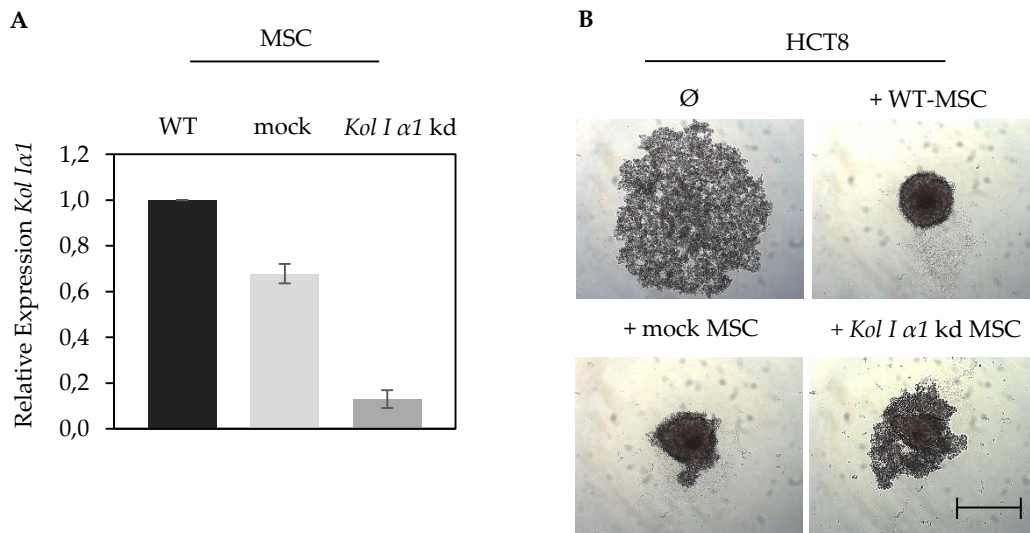 A
MSC
WT mock Kol I α1 kd
Relative Expression Kol Iα1
1,2
1,0
0,8
0,6
0,4
0,2
0,0
B
HCT8
Ø + WT-MSC
+ mock MSC + Kol I α1 kd MSC